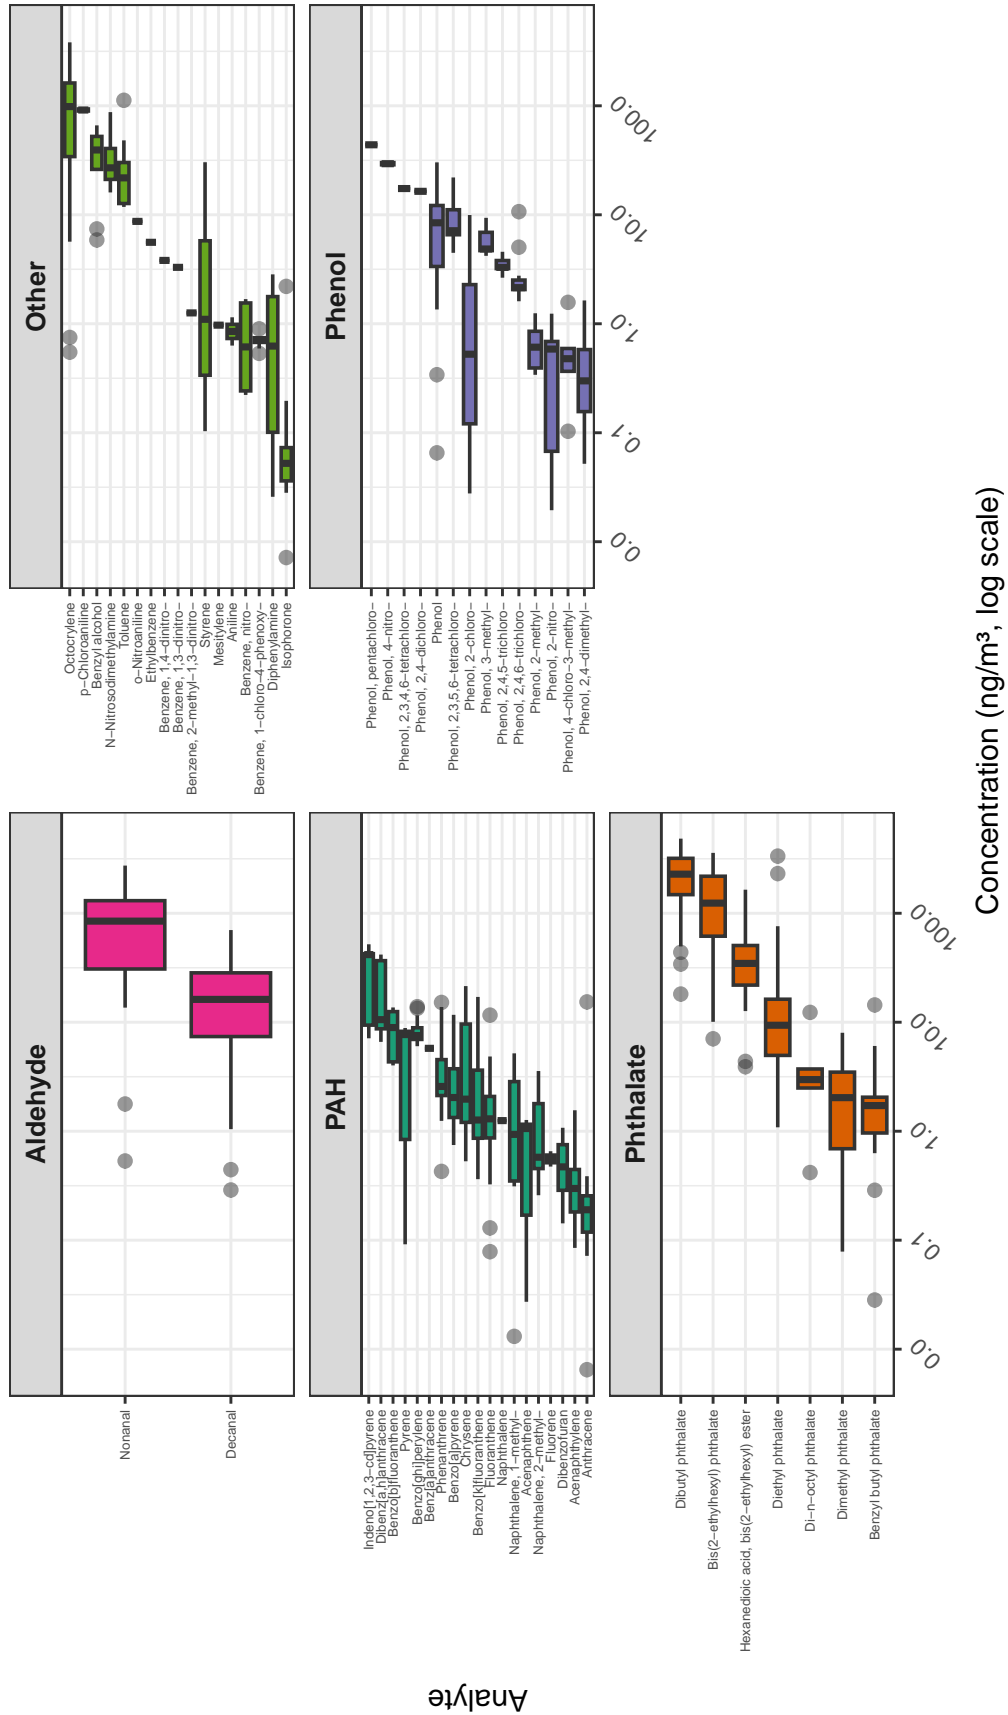 Aldehyde
Nonanal
Decanal
Other
Octocrylene
p−Chloroaniline
Benzyl alcohol
N−Nitrosodimethylamine
Toluene
o−Nitroaniline
Ethylbenzene
Benzene, 1,4−dinitro−
Benzene, 1,3−dinitro−
Benzene, 2−methyl−1,3−dinitro−
Styrene
Mesitylene
Aniline
Benzene, nitro−
Benzene, 1−chloro−4−phenoxy−
Diphenylamine
Isophorone
PAH
Indeno[1,2,3−cd]pyrene
Dibenz[a,h]anthracene
Benzo[b]fluoranthene
Pyrene
Benzo[ghi]perylene
Benz[a]anthracene
Phenanthrene
Benzo[a]pyrene
Chrysene
Benzo[k]fluoranthene
Fluoranthene
Naphthalene
Naphthalene, 1−methyl−
Acenaphthene
Naphthalene, 2−methyl−
Fluorene
Dibenzofuran
Acenaphthylene
Anthracene
Phenol
Phenol, pentachloro−
Phenol, 4−nitro−
Phenol, 2,3,4,6−tetrachloro−
Phenol, 2,4−dichloro−
Phenol
Phenol, 2,3,5,6−tetrachloro−
Phenol, 2−chloro−
Phenol, 3−methyl−
Phenol, 2,4,5−trichloro−
Phenol, 2,4,6−trichloro−
Phenol, 2−methyl−
Phenol, 2−nitro−
Phenol, 4−chloro−3−methyl−
Phenol, 2,4−dimethyl−
0.0 0.1 1.0 10.0 100.0
Phthalate
Dibutyl phthalate
Bis(2−ethylhexyl) phthalate
Hexanedioic acid, bis(2−ethylhexyl) ester
Diethyl phthalate
Di−n−octyl phthalate
Dimethyl phthalate
Benzyl butyl phthalate
0.0 0.1 1.0 10.0 100.0
Concentration (ng/m³, log scale)
Analyte